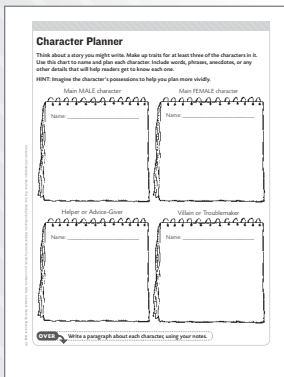 Character Planner
Think about a story you might write. Make up traits for at least three of the characters in it.
Use this chart to name and plan each character. Include words, phrases, anecdotes, or any
other details that will help readers get to know each one.
HINT: Imagine the character's possessions to help you plan more vividly.
Main MALE character
Main FEMALE character
Name:
Name:
Helper or Advice-Giver
Villain or Troublemaker
Name:
Name:
OVER Write a paragraph about each character, using your notes.